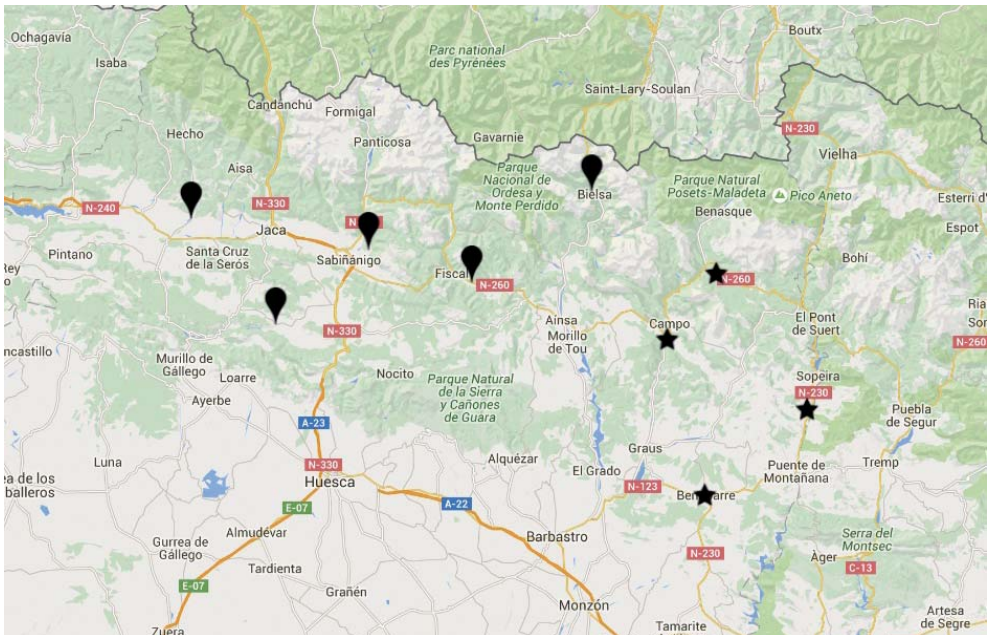 Ochagavía
Isaba
Parc national
des Pyrénées
Boutx
Saint-Lary-Soulan
Candanchú
Formigal
Hecho
Panticosa
Gavarnie
N-230
Vielha
Aisa
Parque
Nacional de
Ordesa y
Monte Perdido
Bielsa
Parque Natural
Posets-Maladeta
Pico Aneto
Benasque
Esterri d'
N-240
N-330
Jaca
Espot
Pintano
Santa Cruz
de la Serós
Sabiñánigo
Fiscal
N-260
N-260
Bohí
Rey
Ainsa
Morillo
de Tou
Campo
El Pont
de Suert
Ria
N-260
N-330
ncastillo
Murillo de
Gállego
Loarre
Nocito
Parque Natural
de la Sierra
y Cañones
de Guara
Sopeira
N-230
Ayerbe
A-23
Puebla
de Segur
Luna
N-330
Huesca
Alquézar
Graus
El Grado
N-123
Puente de
Montañana
Tremp
ea de los
balleros
E-07
A-22
N-230
Almudévar
Barbastro
Serra del
Montsec
Gurrea de
Gállego
Tardienta
Àger
C-13
E-07
Grañén
Monzón
Artesa
de Segre
Zuera
Tamarite